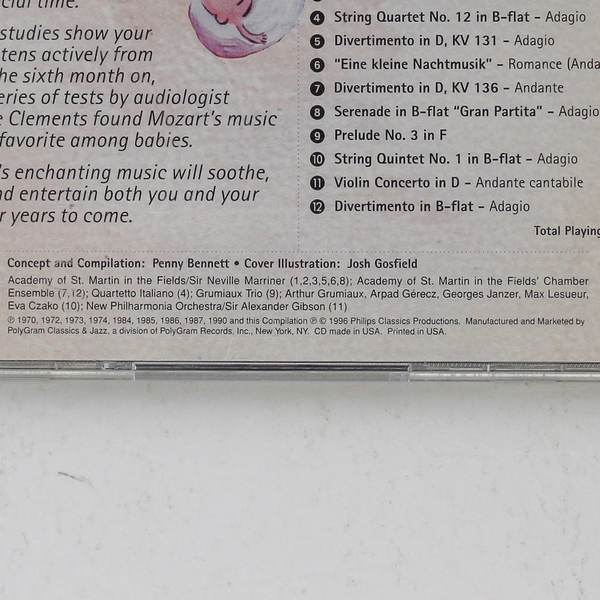 cial time.
studies show your
tens actively from
he sixth month on,
eries of tests by audiologist
e Clements found Mozart's music
favorite among babies.
's enchanting music will soothe,
nd entertain both you and your
r years to come.
4 String Quartet No. 12 in B-flat – Adagio
5 Divertimento in D, KV 131 – Adagio
6 "Eine kleine Nachtmusik" – Romance (Anda
7 Divertimento in D, KV 136 – Andante
8 Serenade in B-flat "Gran Partita" – Adagio
9 Prelude No. 3 in F
10 String Quintet No. 1 in B-flat – Adagio
11 Violin Concerto in D – Andante cantabile
12 Divertimento in B-flat – Adagio
Total Playing
Concept and Compilation: Penny Bennett • Cover Illustration: Josh Gosfield
Academy of St. Martin in the Fields/Sir Neville Marriner (1,2,3,5,6,8); Academy of St. Martin in the Fields' Chamber
Ensemble (7,12); Quartetto Italiano (4); Grumiaux Trio (9); Arthur Grumiaux, Arpad Gérecz, Georges Janzer, Max Lesueur,
Eva Czako (10); New Philharmonia Orchestra/Sir Alexander Gibson (11)
℗ 1970, 1972, 1973, 1974, 1984, 1985, 1986, 1987, 1990 and this Compilation ℗ © 1996 Philips Classics Productions. Manufactured and Marketed by
PolyGram Classics & Jazz, a division of PolyGram Records, Inc., New York, NY. CD made in USA. Printed in USA.